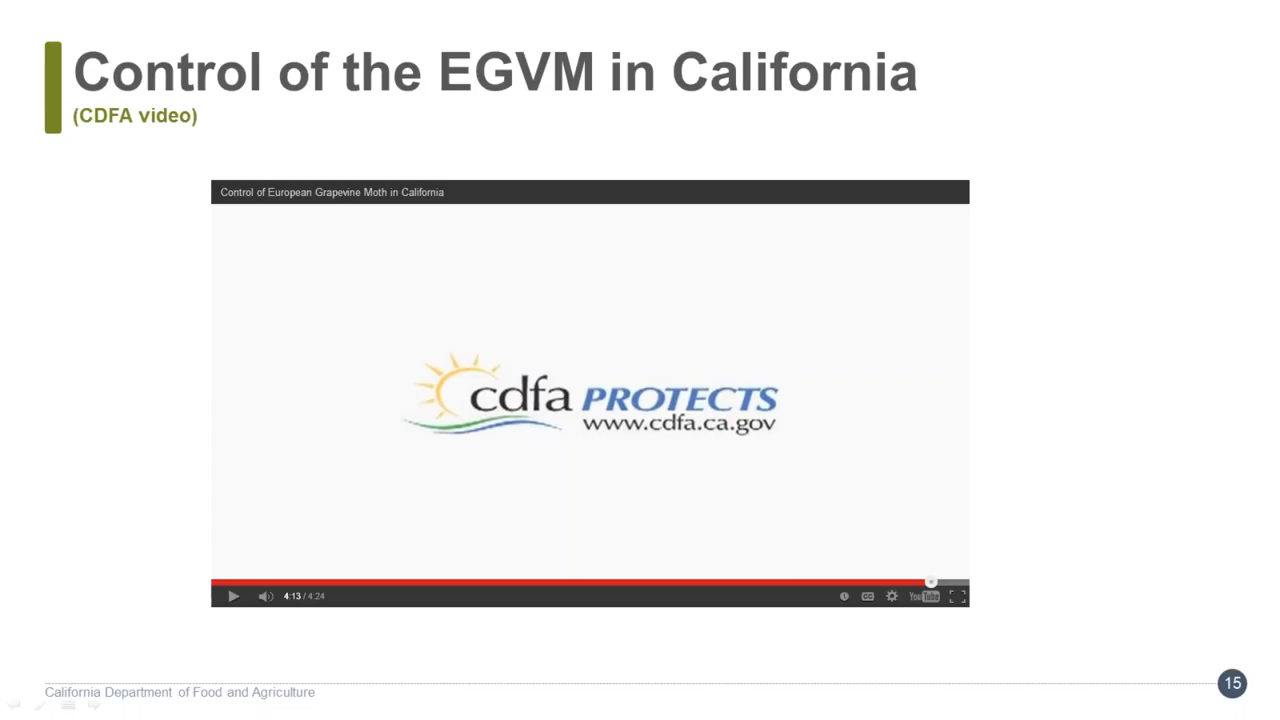 Control of the EGVM in California
(CDFA video)
Control of European Grapevine Moth in California
cdfa PROTECTS
www.cdfa.ca.gov
4:13 / 4:24
CC
YouTube
California Department of Food and Agriculture
15